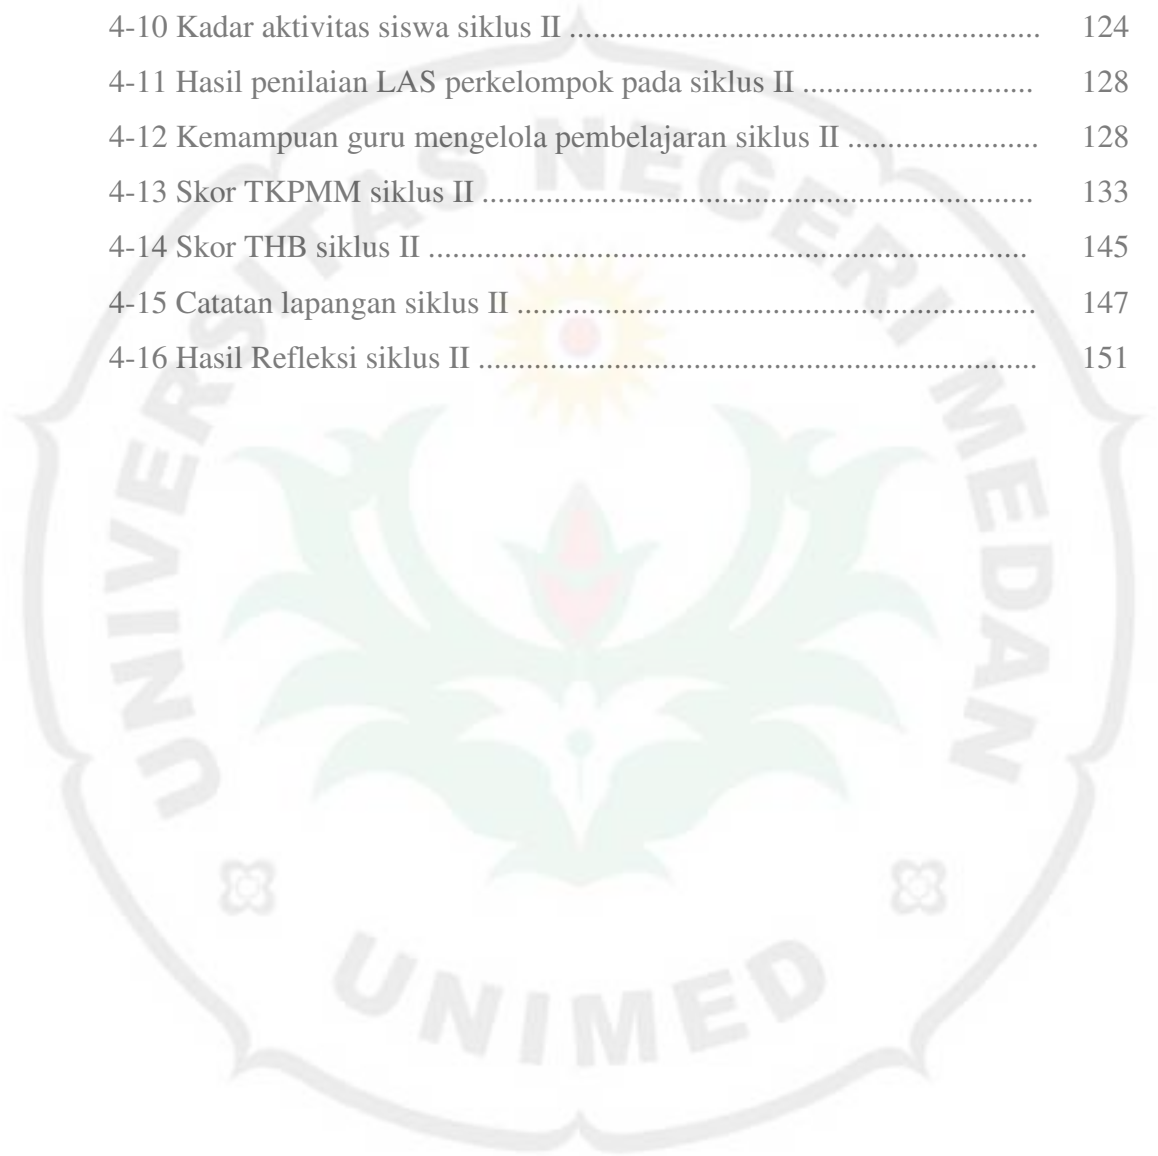 4-10 Kadar aktivitas siswa siklus II ........................................................... 124
4-11 Hasil penilaian LAS perkelompok pada siklus II ............................. 128
4-12 Kemampuan guru mengelola pembelajaran siklus II ........................ 128
4-13 Skor TKPMM siklus II ..................................................................... 133
4-14 Skor THB siklus II ........................................................................... 145
4-15 Catatan lapangan siklus II ................................................................. 147
4-16 Hasil Refleksi siklus II ...................................................................... 151
UNIVERSITAS NEGERI MEDAN
UNIMED